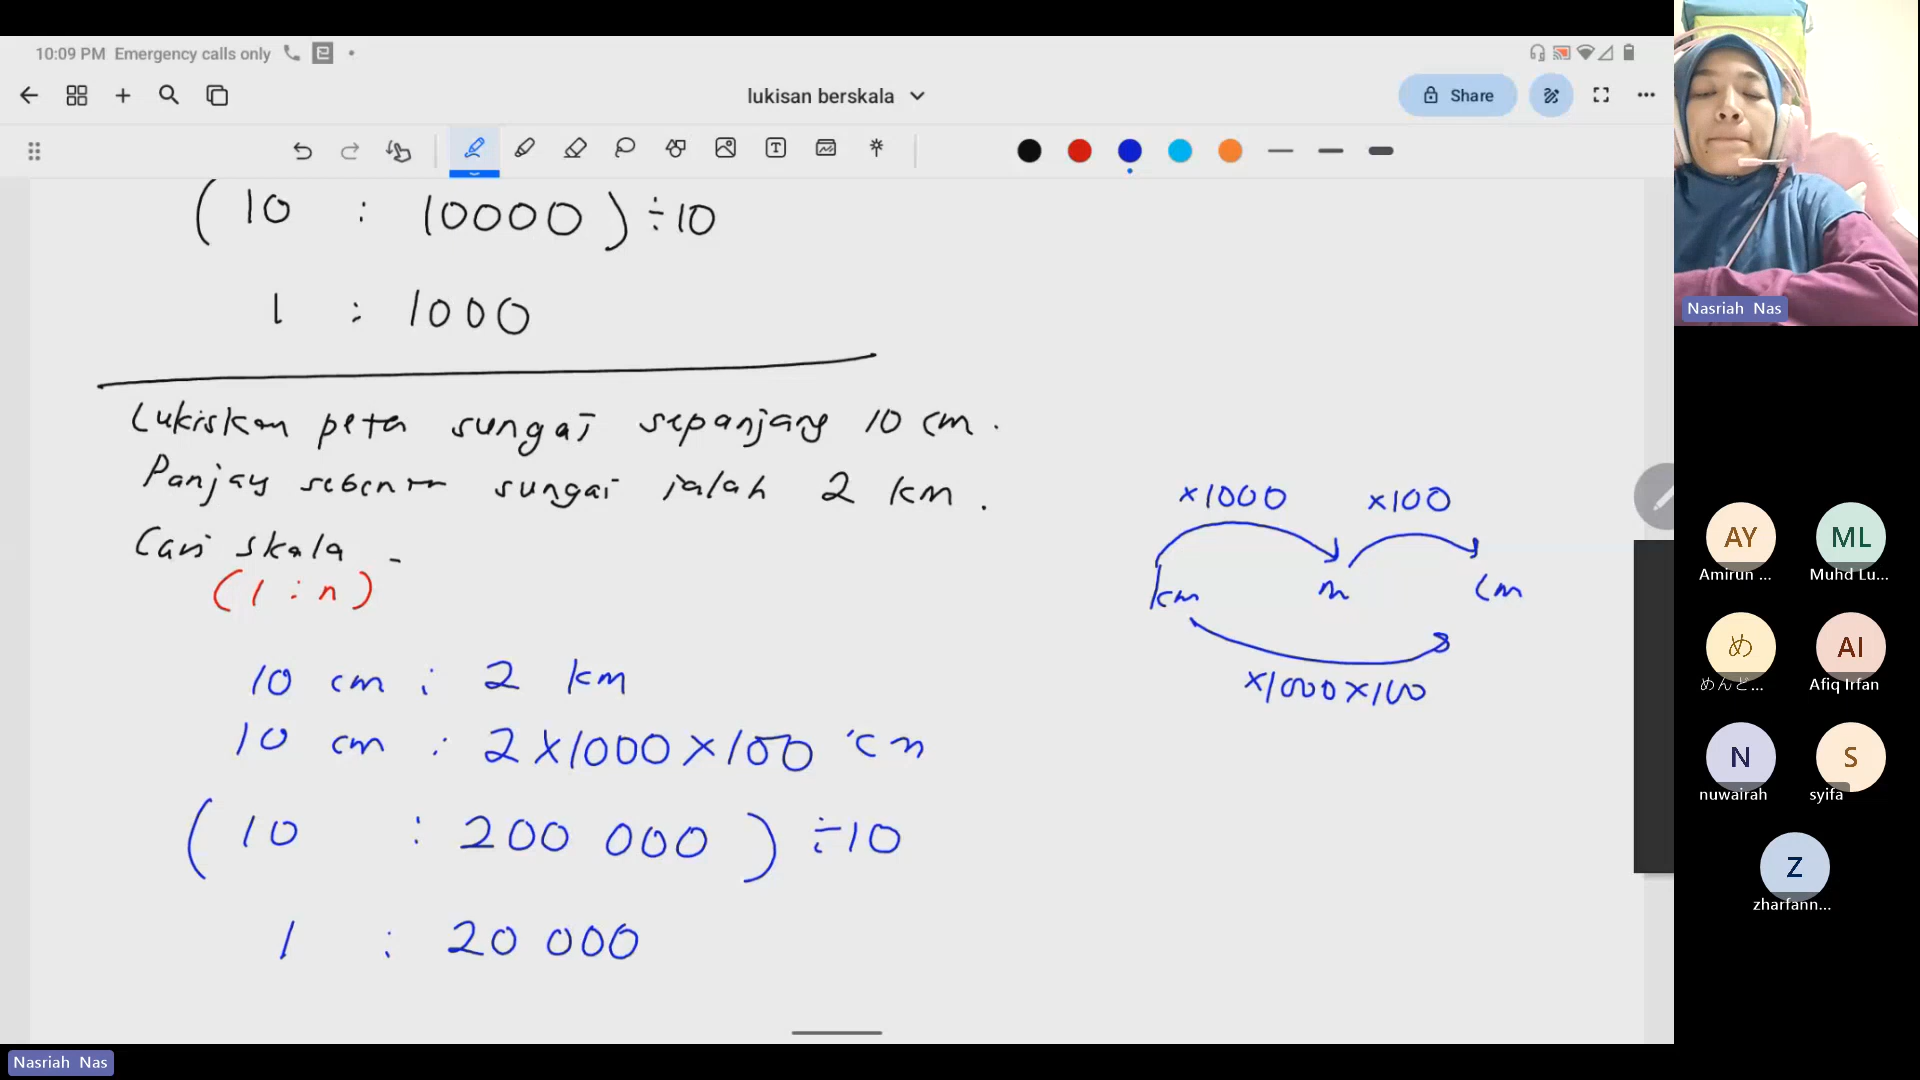 10:09 PM Emergency calls only
lukisan berskala
Share
( 10 : 10000 ) ÷ 10
1 : 1000
Lukiskan peta sungai sepanjang 10 cm.
Panjang sebenar sungai ialah 2 km.
Cari skala.
(1 : n)
×1000 ×100
km m cm
×1000×100
10 cm : 2 km
10 cm : 2×1000×100 cm
( 10 : 200 000 ) ÷10
1 : 20 000
Nasriah Nas
AY
Amirun ...
ML
Muhd Lu...
め
めんど...
AI
Afiq Irfan
N
nuwairah
S
syifa
Z
zharfann...
Nasriah Nas